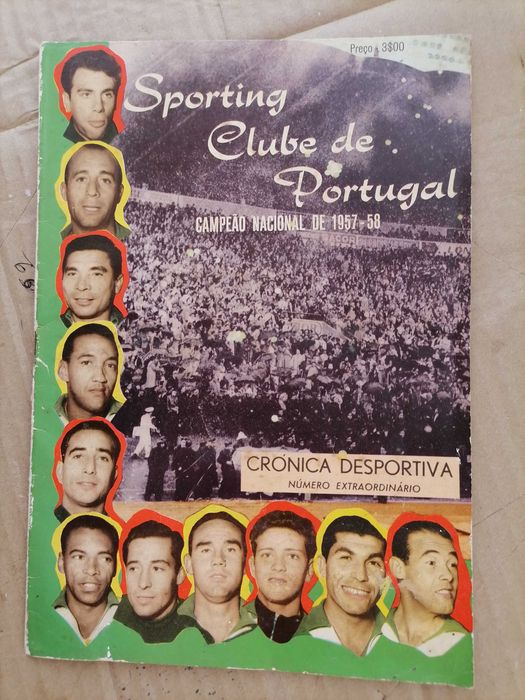 Preço - 3$00
Sporting
Clube de
Portugal
CAMPEÃO NACIONAL DE 1957-58
CRÓNICA DESPORTIVA
NÚMERO EXTRAORDINÁRIO